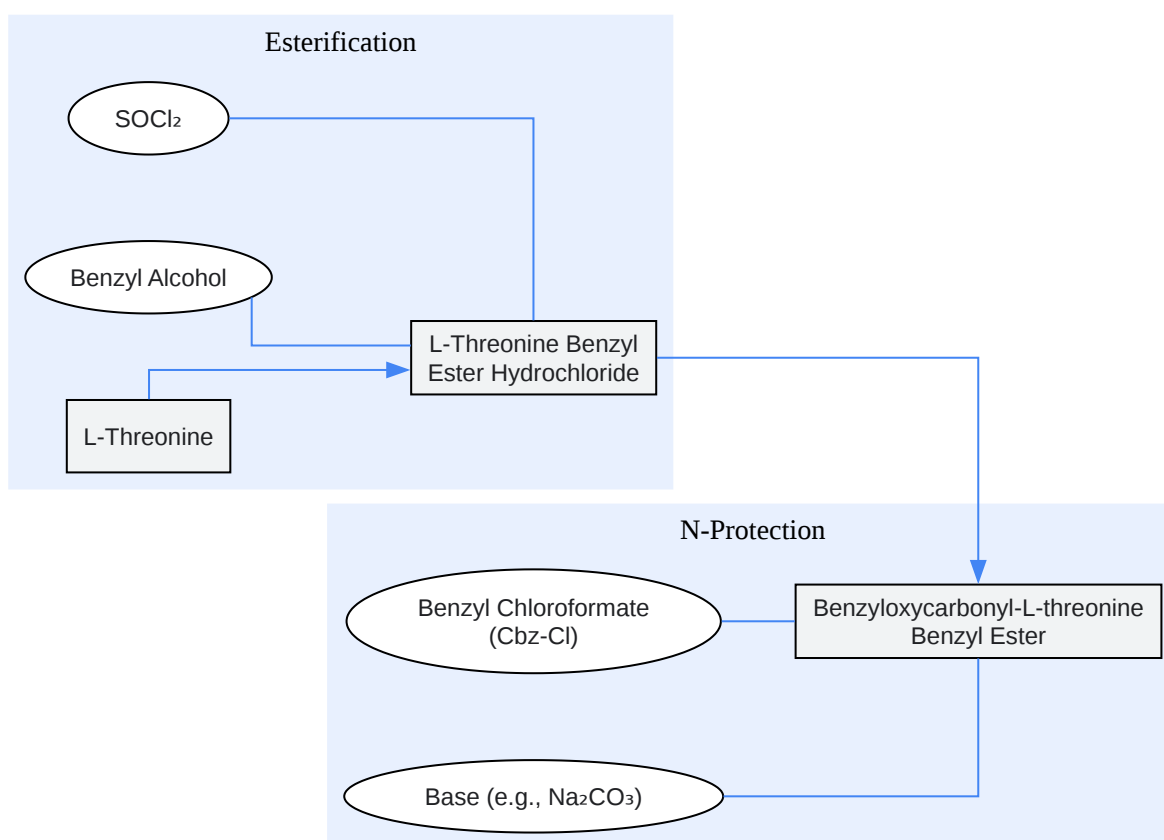 Esterification
SOCl₂
Benzyl Alcohol
L-Threonine Benzyl
Ester Hydrochloride
L-Threonine
N-Protection
Benzyl Chloroformate
(Cbz-Cl)
Benzyloxycarbonyl-L-threonine
Benzyl Ester
Base (e.g., Na₂CO₃)